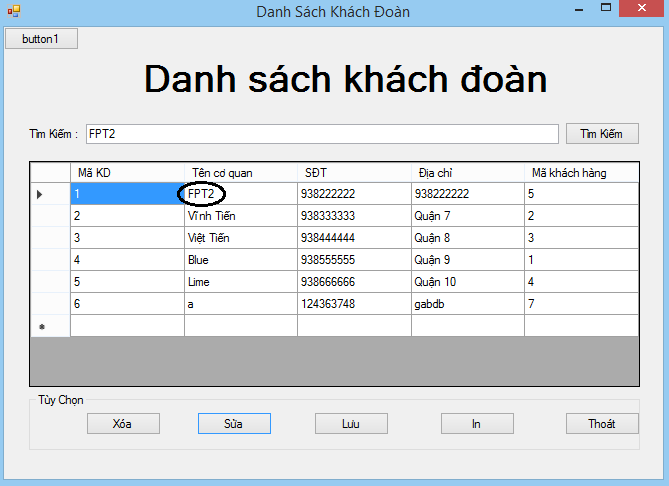 Danh Sách Khách Đoàn
button1
Danh sách khách đoàn
Tìm Kiếm : FPT2 Tìm Kiếm
Mã KD Tên cơ quan SĐT Địa chỉ Mã khách hàng
1 FPT2 938222222 938222222 5
2 Vĩnh Tiến 938333333 Quận 7 2
3 Việt Tiến 938444444 Quận 8 3
4 Blue 938555555 Quận 9 1
5 Lime 938666666 Quận 10 4
6 a 124363748 gabdb 7
Tùy Chọn
Xóa Sửa Lưu In Thoát